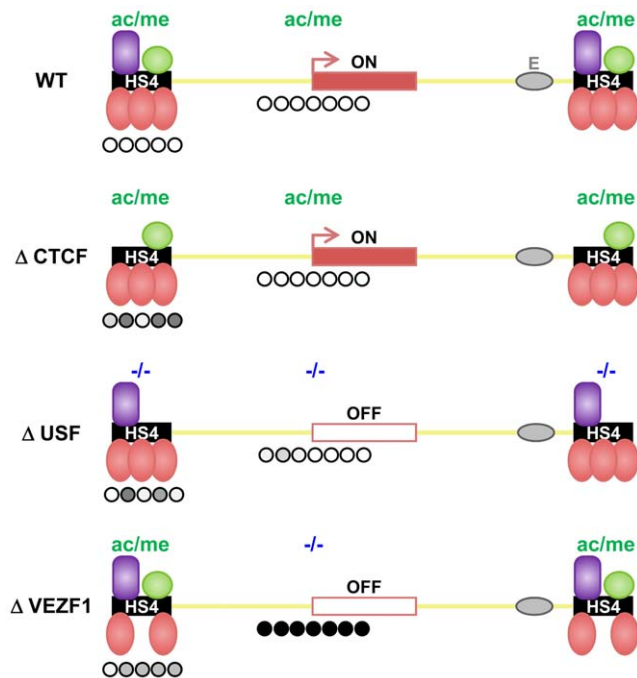 ac/me ac/me ac/me
WT HS4 ON E HS4
ac/me ac/me ac/me
Δ CTCF HS4 ON HS4
-/- -/- -/-
Δ USF HS4 OFF HS4
ac/me -/- ac/me
Δ VEZF1 HS4 OFF HS4